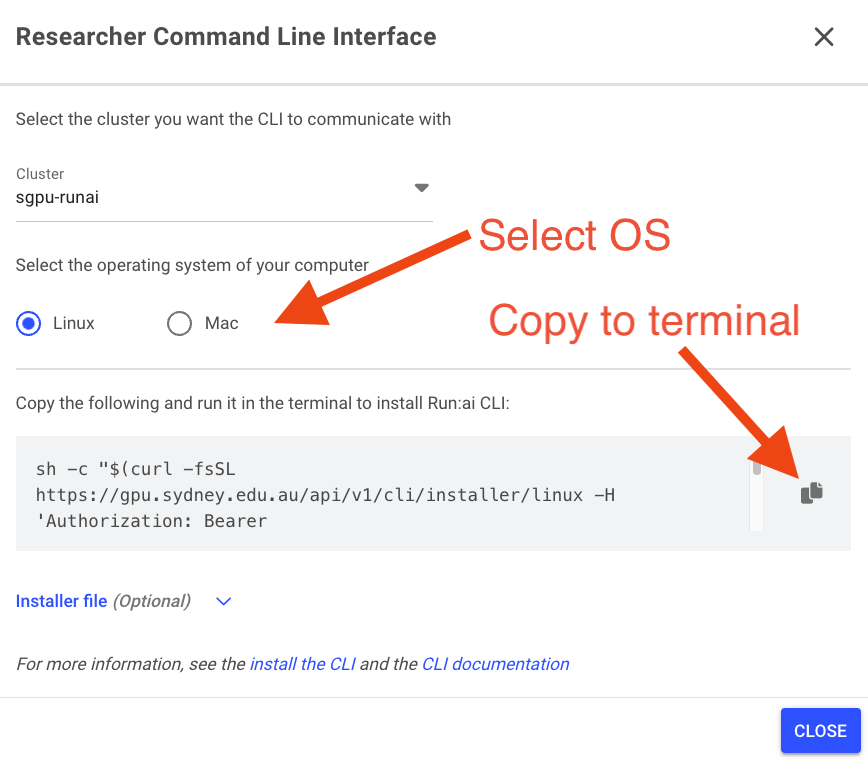 Researcher Command Line Interface
Select the cluster you want the CLI to communicate with
Cluster
sgpu-runai
Select OS
Select the operating system of your computer
Linux
Mac
Copy to terminal
Copy the following and run it in the terminal to install Run:ai CLI:
sh -c "$(curl -fsSL
https://gpu.sydney.edu.au/api/v1/cli/installer/linux -H
'Authorization: Bearer
Installer file (Optional)
For more information, see the install the CLI and the CLI documentation
CLOSE